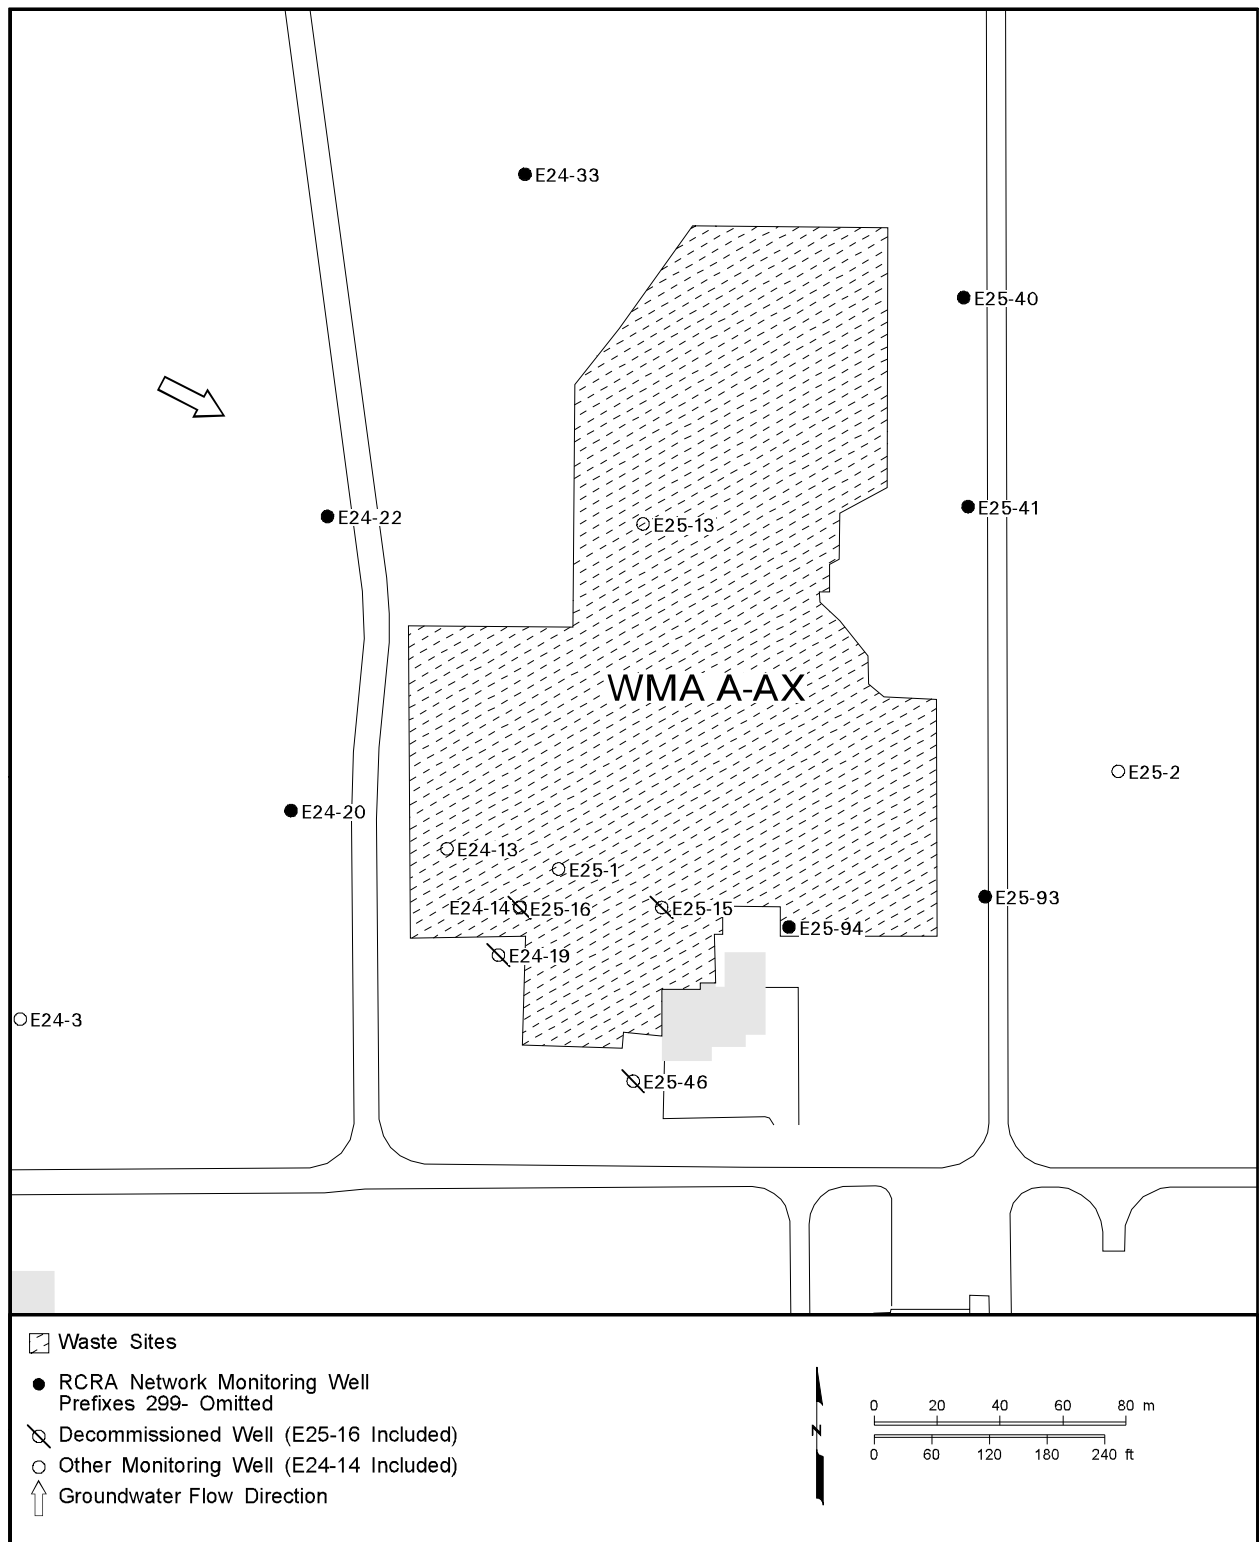 E24-33
E25-40
E25-41
E24-22
E25-13
WMA A-AX
E25-2
E24-20
E24-13
E25-1
E25-93
E24-14
E25-16
E25-15
E25-94
E24-19
E24-3
E25-46
Waste Sites
RCRA Network Monitoring Well
Prefixes 299- Omitted
Decommissioned Well (E25-16 Included)
Other Monitoring Well (E24-14 Included)
Groundwater Flow Direction
N
0 20 40 60 80 m
0 60 120 180 240 ft